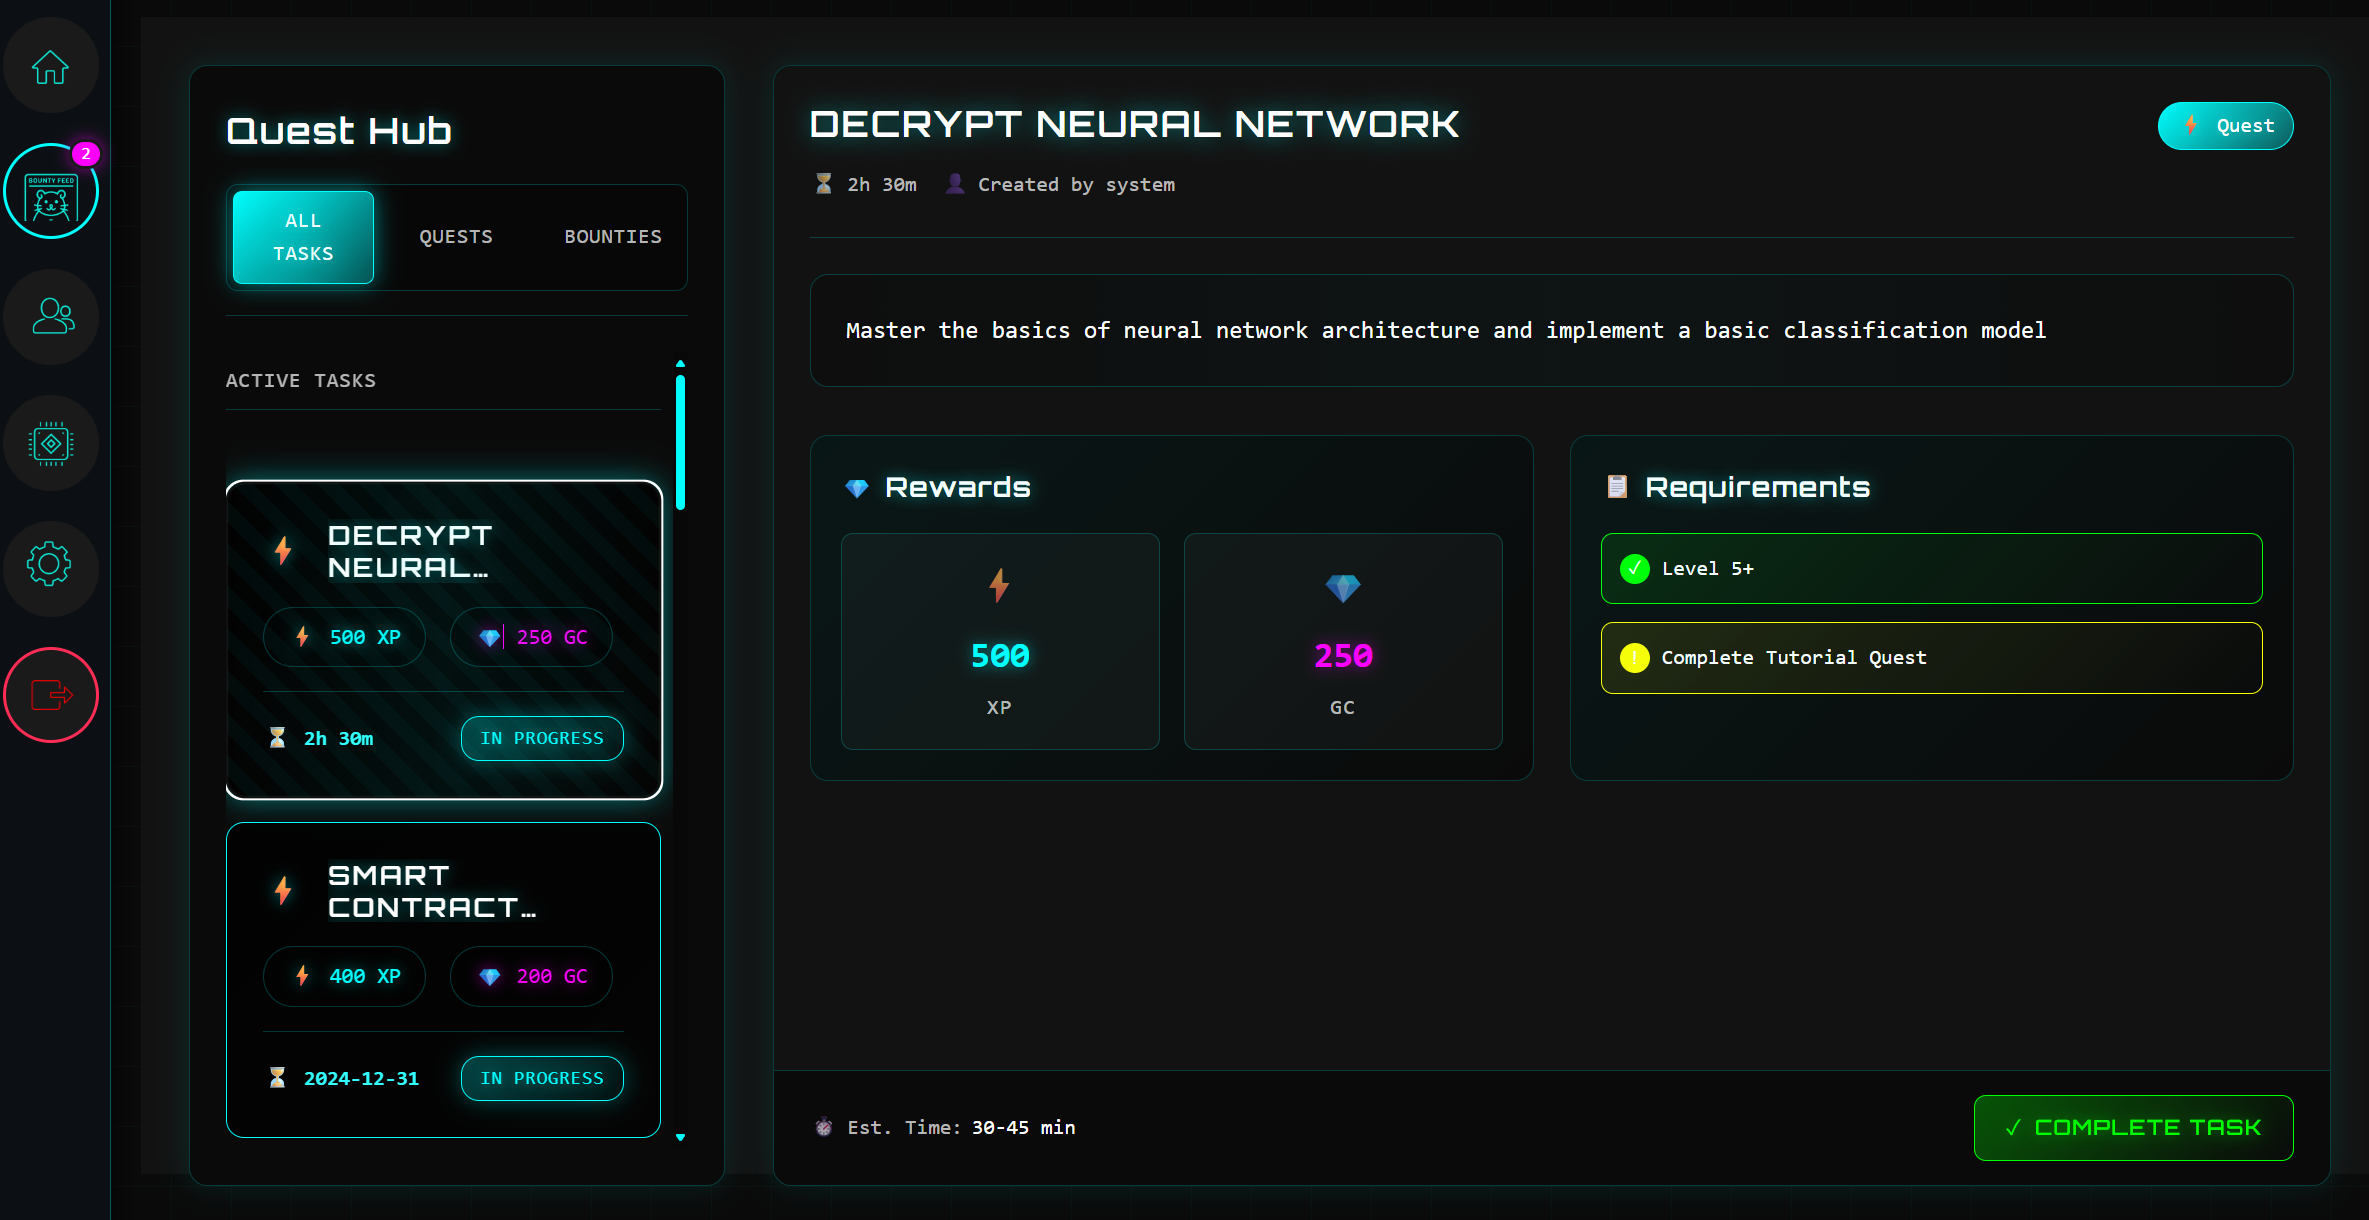 2
BOUNTY FEED
Quest Hub
ALL
TASKS
QUESTS
BOUNTIES
ACTIVE TASKS
DECRYPT
NEURAL…
500 XP
250 GC
2h 30m
IN PROGRESS
SMART
CONTRACT…
400 XP
200 GC
2024-12-31
IN PROGRESS
DECRYPT NEURAL NETWORK
Quest
2h 30m
Created by system
Master the basics of neural network architecture and implement a basic classification model
Rewards
500
XP
250
GC
Requirements
✓ Level 5+
! Complete Tutorial Quest
Est. Time: 30-45 min
✓ COMPLETE TASK